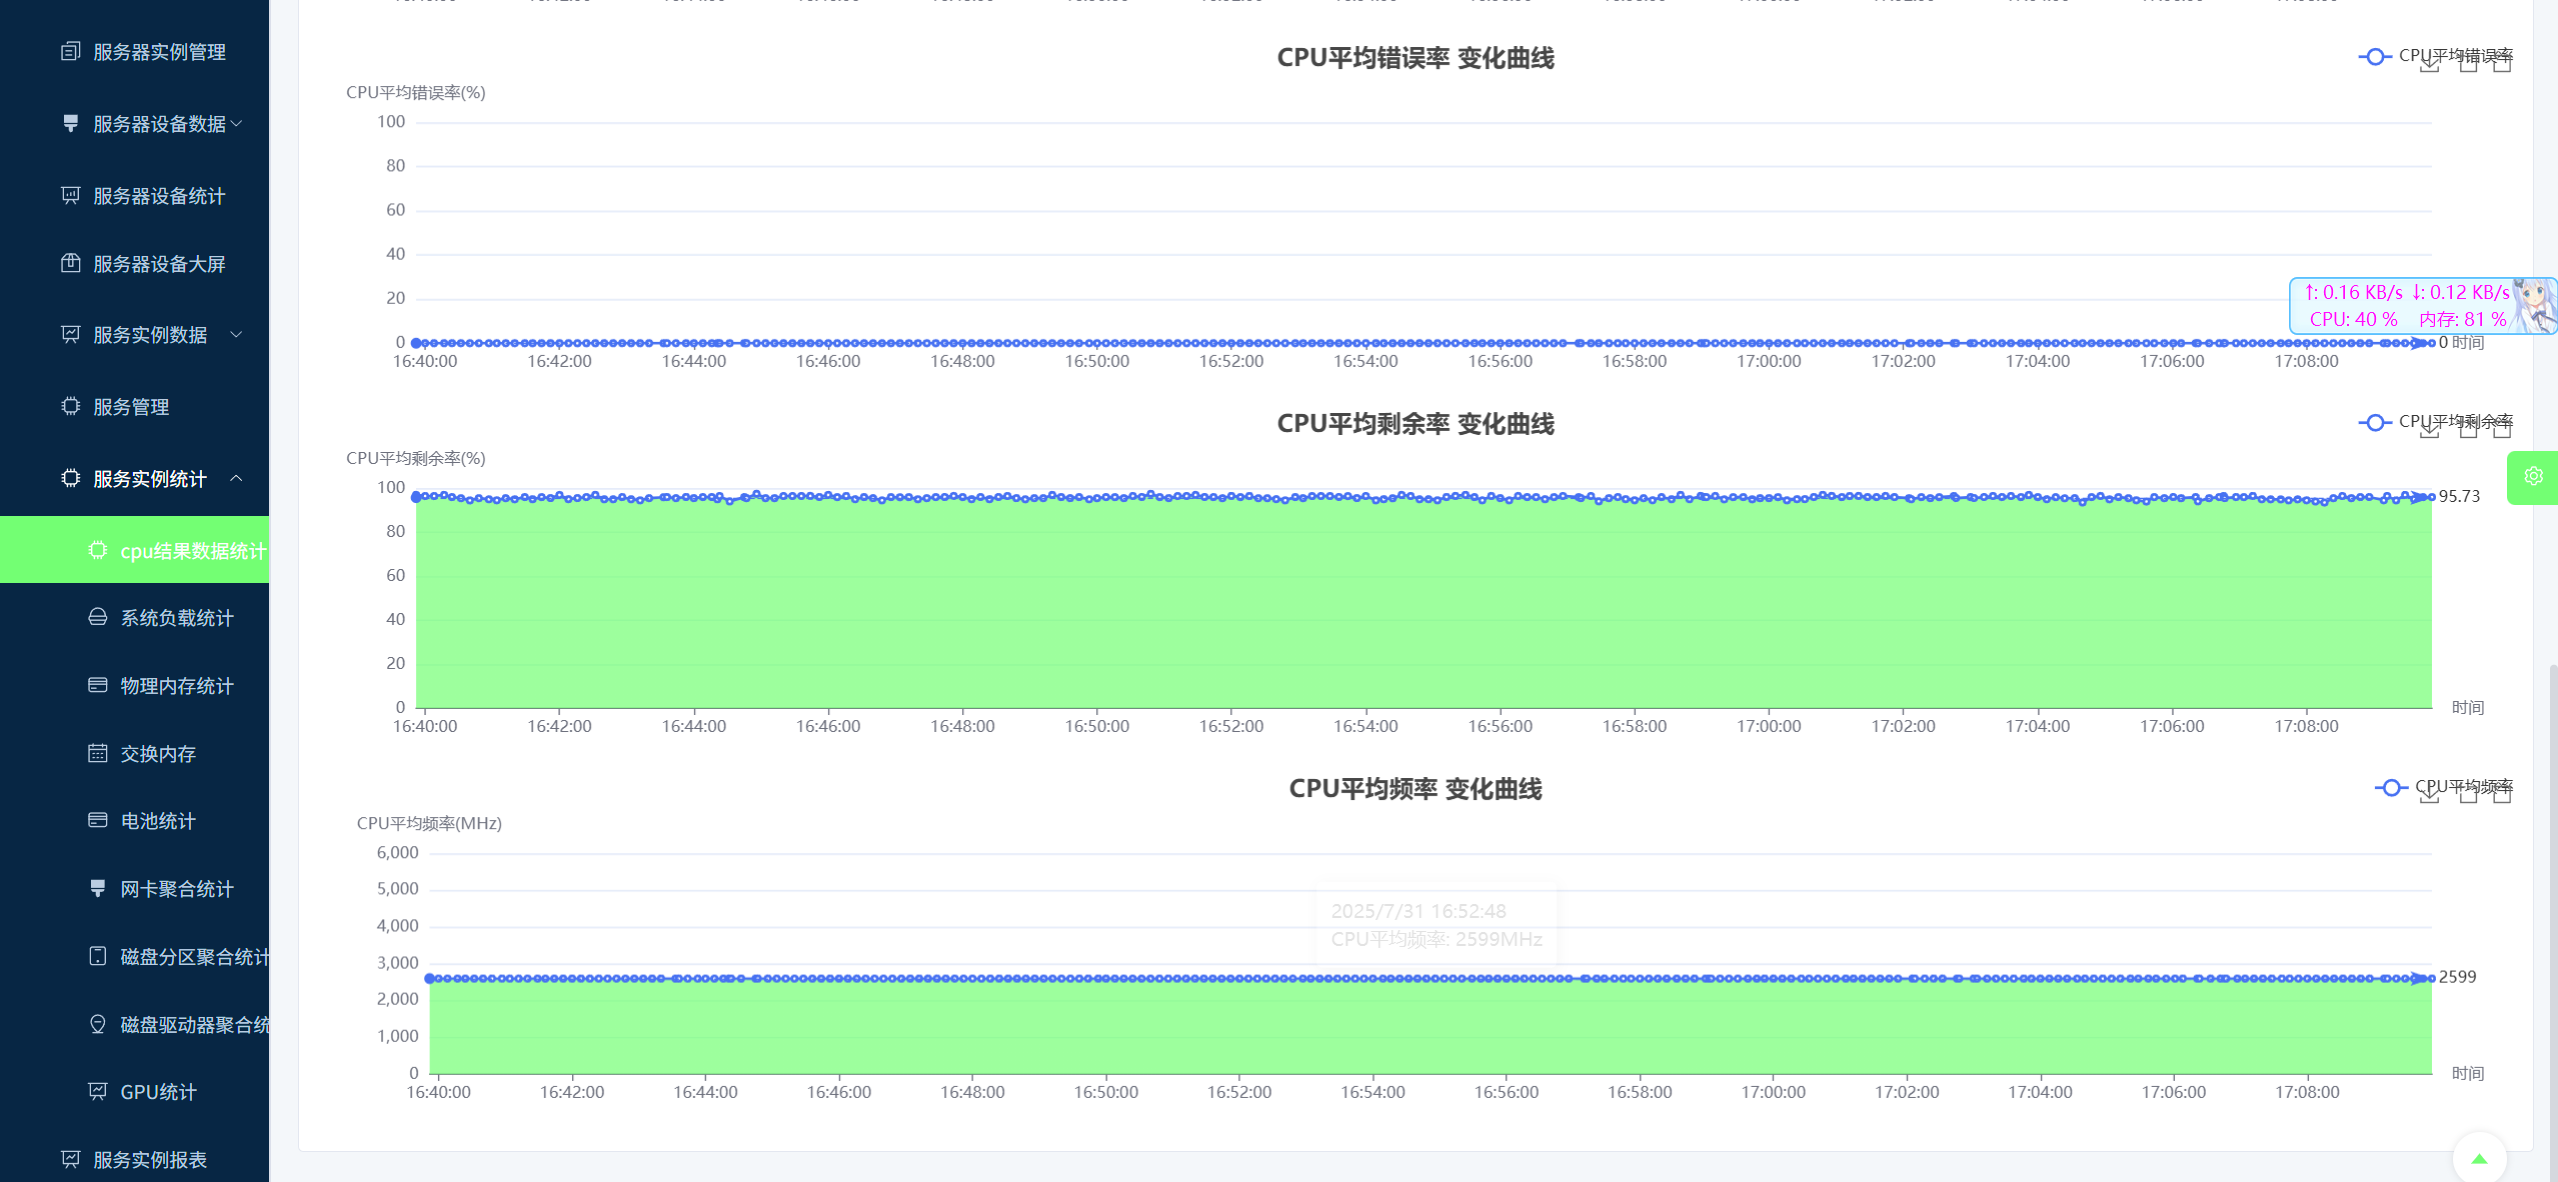 服务器实例管理
服务器设备数据
服务器设备统计
服务器设备大屏
服务实例数据
服务管理
服务实例统计
cpu结果数据统计
系统负载统计
物理内存统计
交换内存
电池统计
网卡聚合统计
磁盘分区聚合统计
磁盘驱动器聚合统
GPU统计
服务实例报表
CPU平均错误率 变化曲线
CPU平均错误率
CPU平均错误率(%)
100
80
60
40
20
0
0 时间
16:40:00 16:42:00 16:44:00 16:46:00 16:48:00 16:50:00 16:52:00 16:54:00 16:56:00 16:58:00 17:00:00 17:02:00 17:04:00 17:06:00 17:08:00
↑: 0.16 KB/s ↓: 0.12 KB/s
CPU: 40 % 内存: 81 %
CPU平均剩余率 变化曲线
CPU平均剩余率
CPU平均剩余率(%)
100
95.73
80
60
40
20
0
时间
16:40:00 16:42:00 16:44:00 16:46:00 16:48:00 16:50:00 16:52:00 16:54:00 16:56:00 16:58:00 17:00:00 17:02:00 17:04:00 17:06:00 17:08:00
CPU平均频率 变化曲线
CPU平均频率
CPU平均频率(MHz)
6,000
5,000
4,000
3,000
2,000
1,000
0
2025/7/31 16:52:48
CPU平均频率: 2599MHz
2599
时间
16:40:00 16:42:00 16:44:00 16:46:00 16:48:00 16:50:00 16:52:00 16:54:00 16:56:00 16:58:00 17:00:00 17:02:00 17:04:00 17:06:00 17:08:00